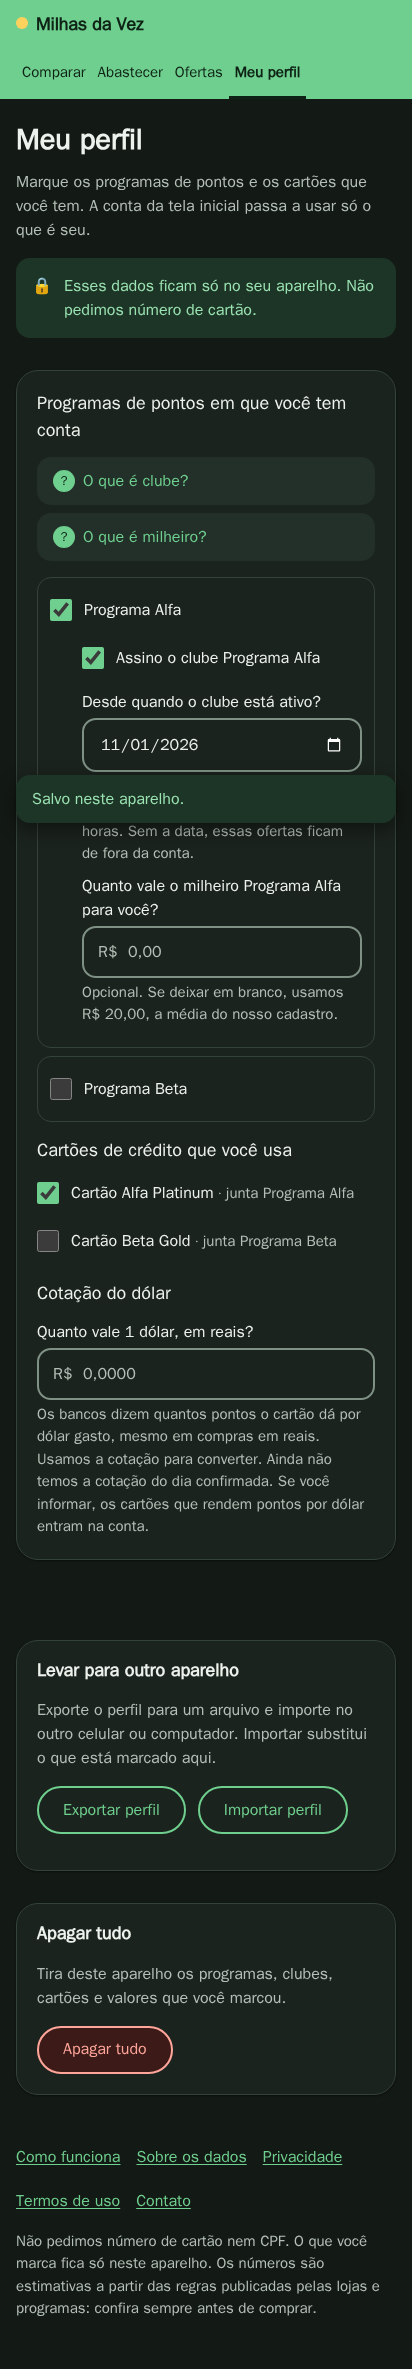 Milhas da Vez
Comparar Abastecer Ofertas Meu perfil
Meu perfil
Marque os programas de pontos e os cartões que
você tem. A conta da tela inicial passa a usar só o
que é seu.
Esses dados ficam só no seu aparelho. Não
pedimos número de cartão.
Programas de pontos em que você tem
conta
? O que é clube?
? O que é milheiro?
Programa Alfa
Assino o clube Programa Alfa
Desde quando o clube está ativo?
11/01/2026
Salvo neste aparelho.
horas. Sem a data, essas ofertas ficam
de fora da conta.
Quanto vale o milheiro Programa Alfa
para você?
R$ 0,00
Opcional. Se deixar em branco, usamos
R$ 20,00, a média do nosso cadastro.
Programa Beta
Cartões de crédito que você usa
Cartão Alfa Platinum · junta Programa Alfa
Cartão Beta Gold · junta Programa Beta
Cotação do dólar
Quanto vale 1 dólar, em reais?
R$ 0,0000
Os bancos dizem quantos pontos o cartão dá por
dólar gasto, mesmo em compras em reais.
Usamos a cotação para converter. Ainda não
temos a cotação do dia confirmada. Se você
informar, os cartões que rendem pontos por dólar
entram na conta.
Levar para outro aparelho
Exporte o perfil para um arquivo e importe no
outro celular ou computador. Importar substitui
o que está marcado aqui.
Exportar perfil Importar perfil
Apagar tudo
Tira deste aparelho os programas, clubes,
cartões e valores que você marcou.
Apagar tudo
Como funciona Sobre os dados Privacidade
Termos de uso Contato
Não pedimos número de cartão nem CPF. O que você
marca fica só neste aparelho. Os números são
estimativas a partir das regras publicadas pelas lojas e
programas: confira sempre antes de comprar.